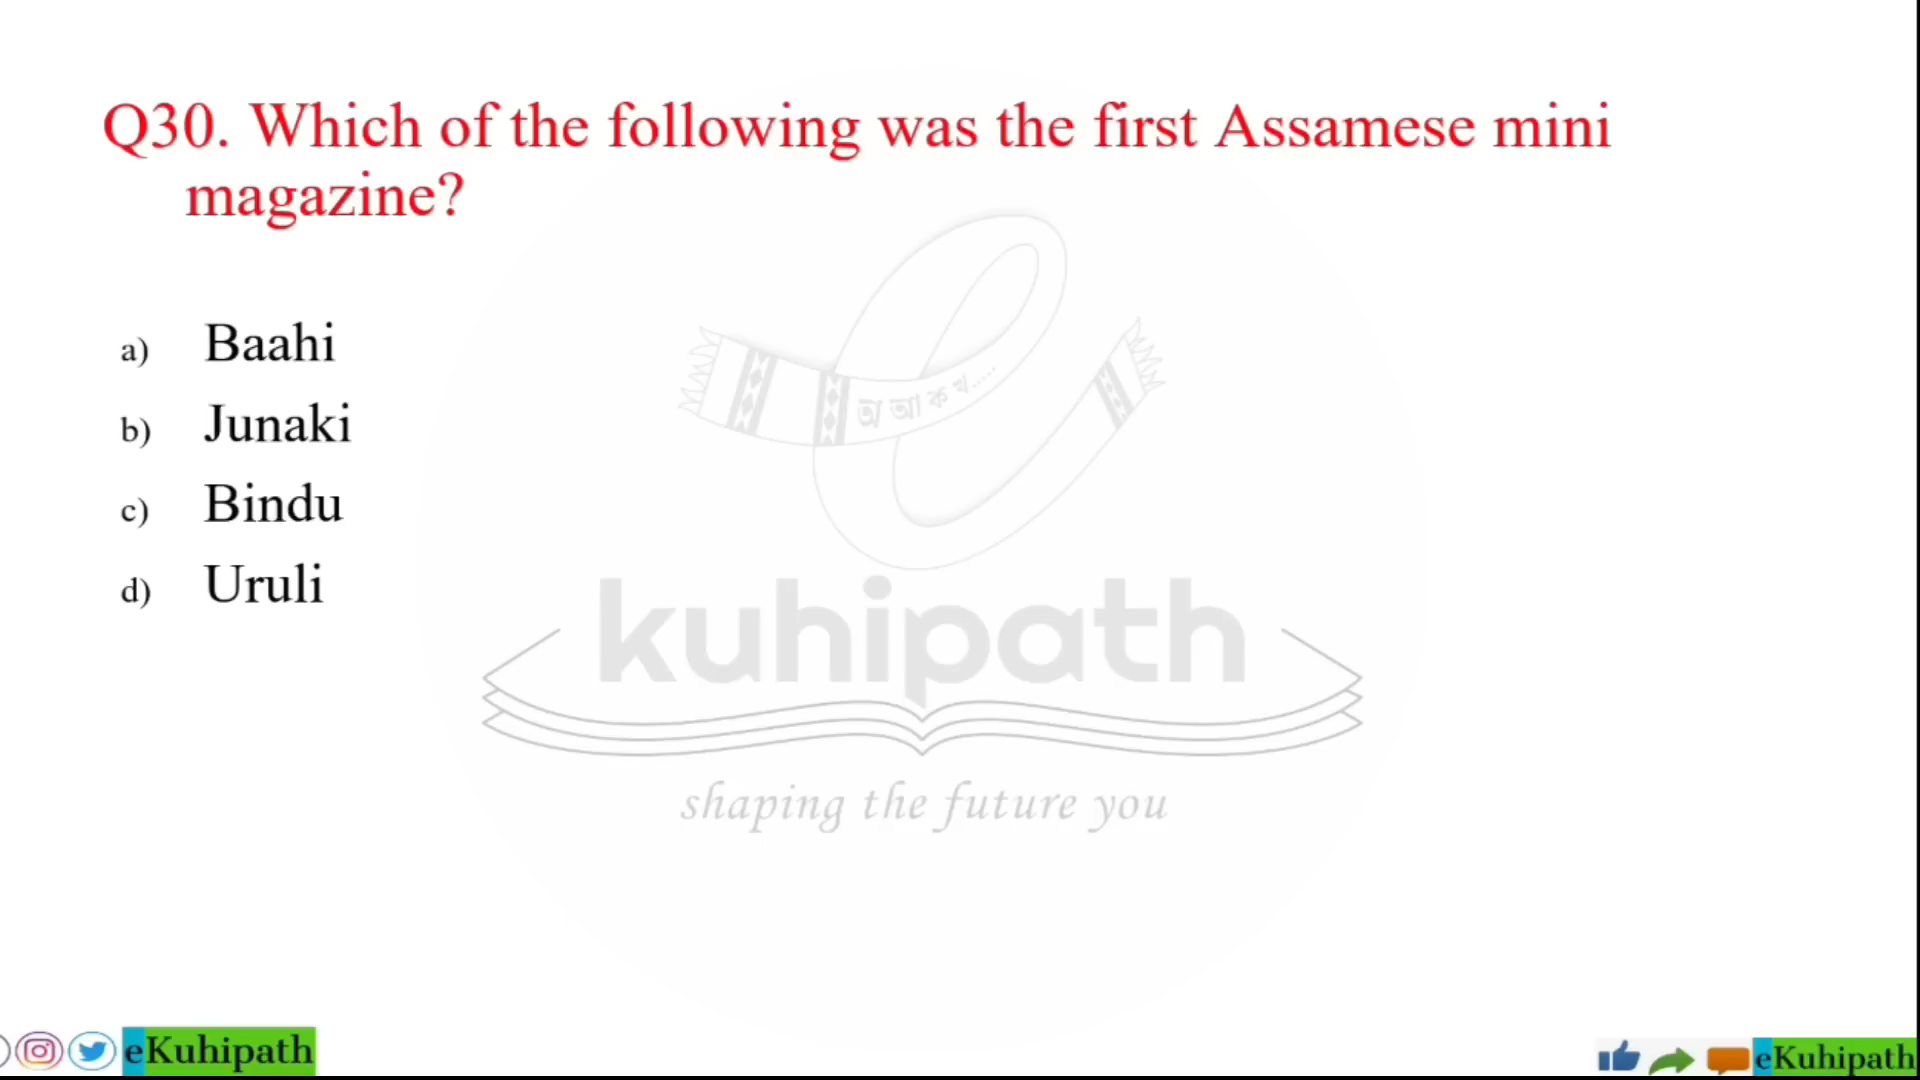 Q30. Which of the following was the first Assamese mini
magazine?
a) Baahi
b) Junaki
c) Bindu
d) Uruli
অ আ ক খ.....
kuhipath
shaping the future you
eKuhipath
eKuhipath